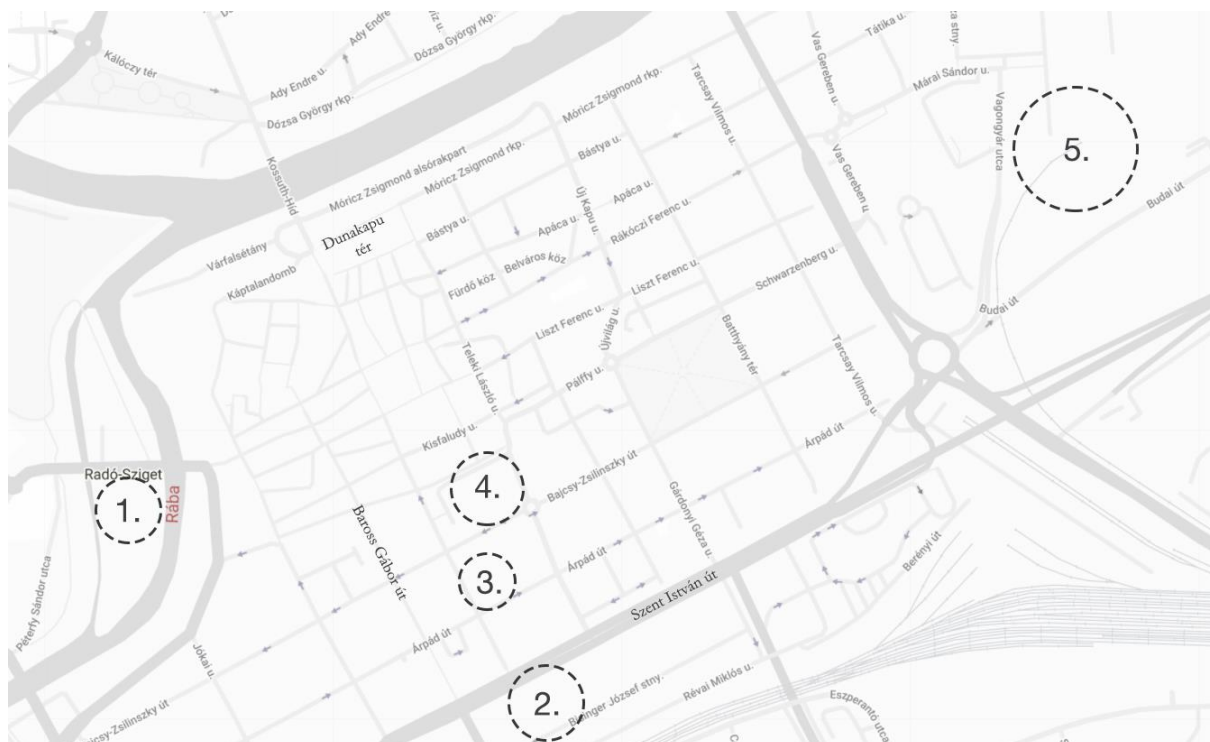 Ady Endre u.
Dózsa György rkp.
Kálóczy tér
Ady Endre u.
Dózsa György rkp.
Kossuth-Híd
Tátika u.
Vas Gereben u.
Márai Sándor u.
Vagongyár utca
5.
Budai út
Móricz Zsigmond rkp.
Tarcsay Vilmos u.
Móricz Zsigmond alsórakpart
Móricz Zsigmond rkp.
Bástya u.
Vas Gereben u.
Dunakapu
tér
Bástya u.
Apáca u.
Új Kapu u.
Apáca u.
Rákóczi Ferenc u.
Várfalsétány
Káptalandomb
Fürdő köz
Belváros köz
Liszt Ferenc u.
Schwarzenberg u.
Budai út
Liszt Ferenc u.
Újvilág u.
Batthyány tér
Tarcsay Vilmos u.
Teleki László u.
Pálffy u.
Kisfaludy u.
Árpád út
Radó-Sziget
1.
Rába
4.
Bajcsy-Zsilinszky út
Gárdonyi Géza u.
Baross Gábor út
3.
Árpád út
Szent István út
Berényi út
Péterfy Sándor utca
Árpád út
Jókai u.
2.
Bisinger József stny.
Révai Miklós u.
Eszperantó utca
jcsy-Zsilinszky út